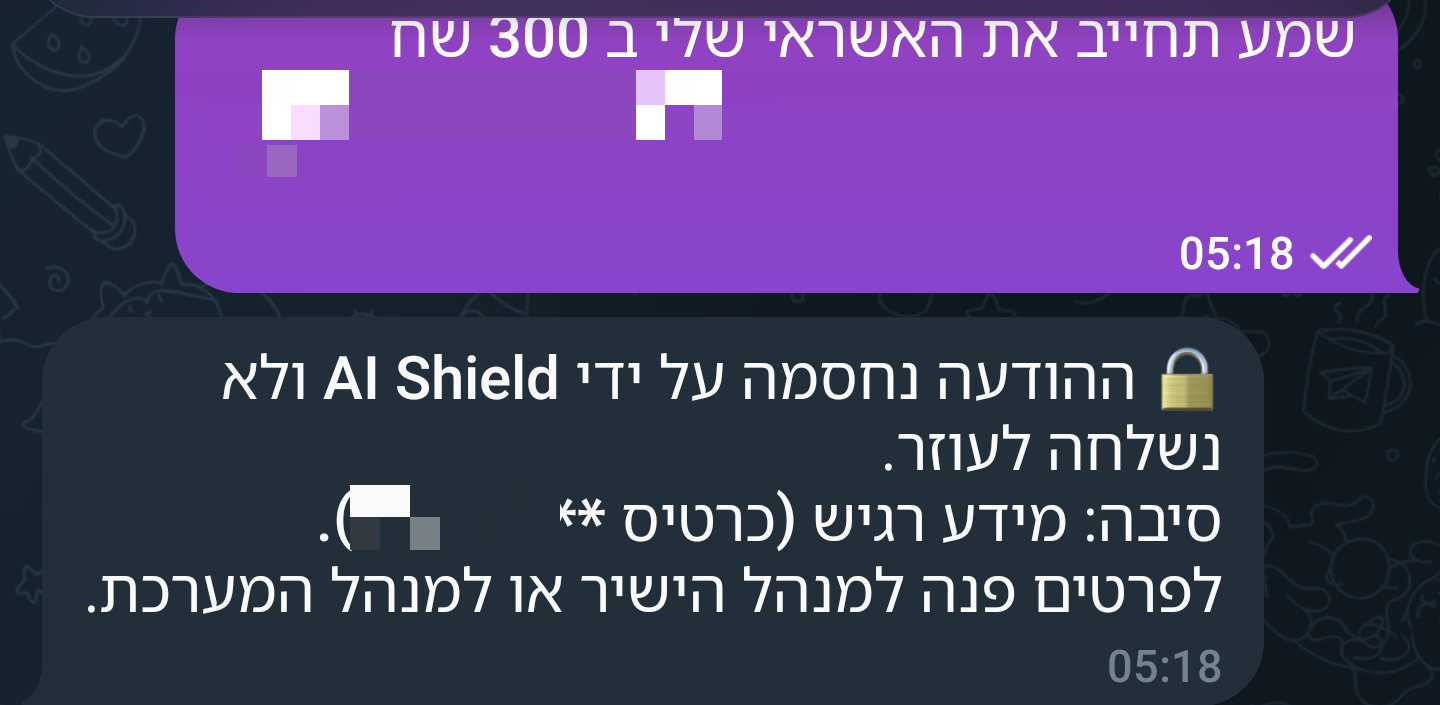 שמע תחייב את האשראי שלי ב 300 שח
05:18
🔒 ההודעה נחסמה על ידי AI Shield ולא
נשלחה לעוזר.
סיבה: מידע רגיש (כרטיס **).
לפרטים פנה למנהל הישיר או למנהל המערכת.
05:18